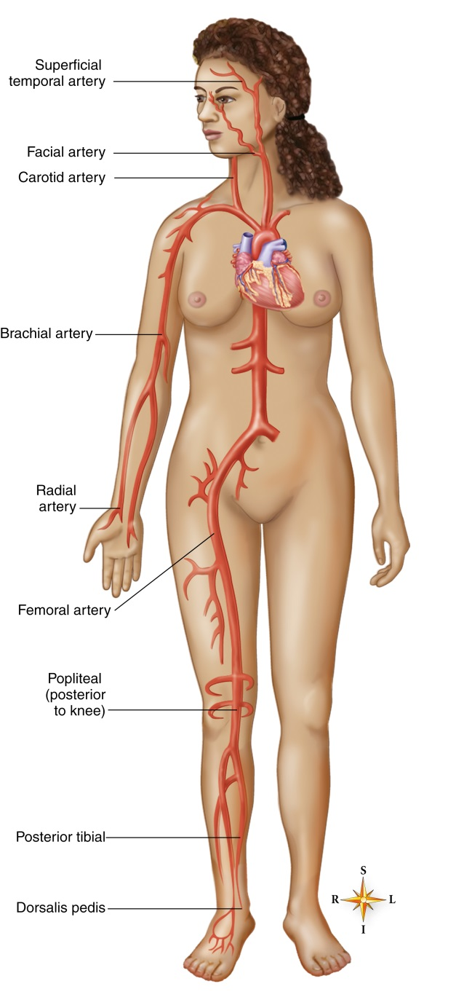 Superficial
temporal artery
Facial artery
Carotid artery
Brachial artery
Radial
artery
Femoral artery
Popliteal
(posterior
to knee)
Posterior tibial
Dorsalis pedis
S
R L
I